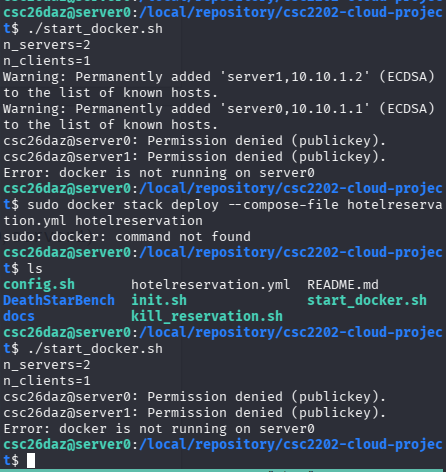 csc26daz@server0:/local/repository/csc2202-cloud-projec
t$ ./start_docker.sh
n_servers=2
n_clients=1
Warning: Permanently added 'server1,10.10.1.2' (ECDSA)
to the list of known hosts.
Warning: Permanently added 'server0,10.10.1.1' (ECDSA)
to the list of known hosts.
csc26daz@server0: Permission denied (publickey).
csc26daz@server1: Permission denied (publickey).
Error: docker is not running on server0
csc26daz@server0:/local/repository/csc2202-cloud-projec
t$ sudo docker stack deploy --compose-file hotelreserva
tion.yml hotelreservation
sudo: docker: command not found
csc26daz@server0:/local/repository/csc2202-cloud-projec
t$ ls
config.sh hotelreservation.yml README.md
DeathStarBench init.sh start_docker.sh
docs kill_reservation.sh
csc26daz@server0:/local/repository/csc2202-cloud-projec
t$ ./start_docker.sh
n_servers=2
n_clients=1
csc26daz@server0: Permission denied (publickey).
csc26daz@server1: Permission denied (publickey).
Error: docker is not running on server0
csc26daz@server0:/local/repository/csc2202-cloud-projec
t$